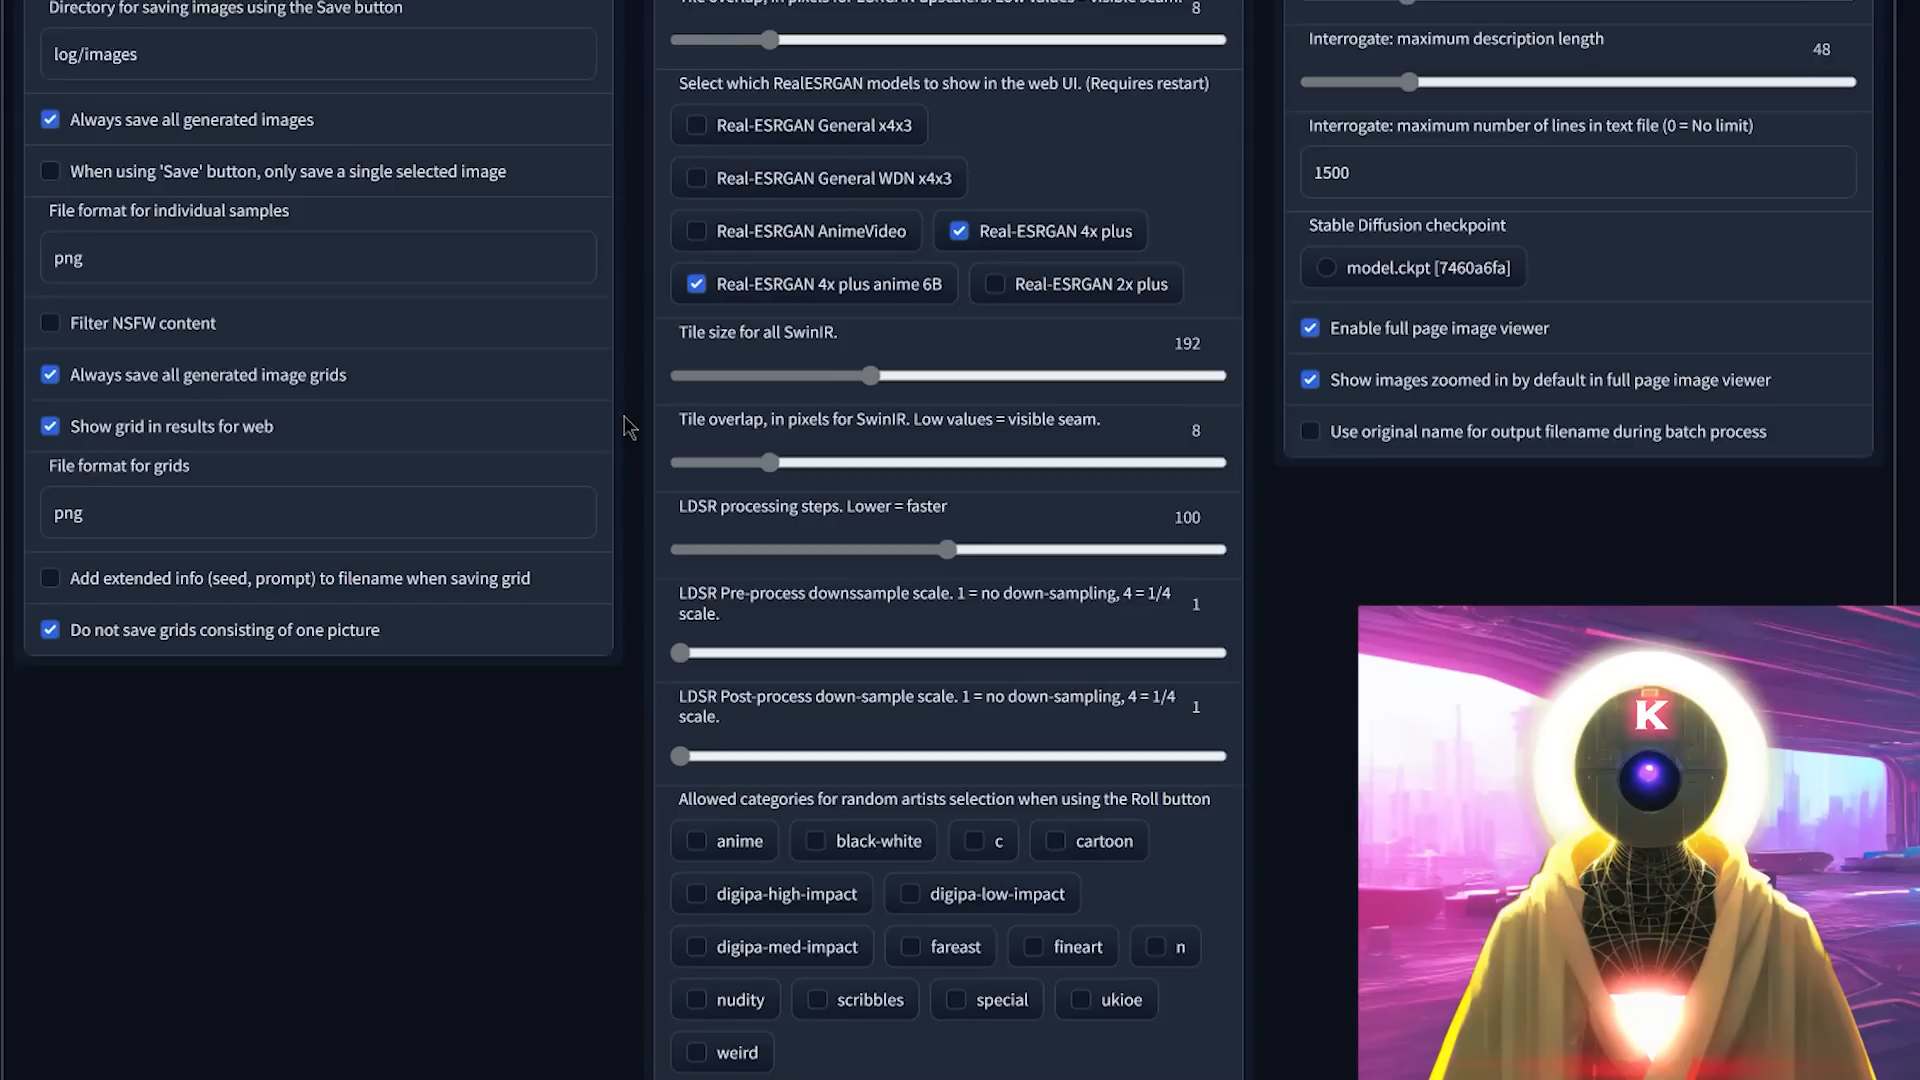 Directory for saving images using the Save button
log/images
Always save all generated images
When using 'Save' button, only save a single selected image
File format for individual samples
png
Filter NSFW content
Always save all generated image grids
Show grid in results for web
File format for grids
png
Add extended info (seed, prompt) to filename when saving grid
Do not save grids consisting of one picture
Tile overlap, in pixels for ESRGAN upscalers. Low values = visible seam.
8
Select which RealESRGAN models to show in the web UI. (Requires restart)
Real-ESRGAN General x4x3
Real-ESRGAN General WDN x4x3
Real-ESRGAN AnimeVideo
Real-ESRGAN 4x plus
Real-ESRGAN 4x plus anime 6B
Real-ESRGAN 2x plus
Tile size for all SwinIR.
192
Tile overlap, in pixels for SwinIR. Low values = visible seam.
8
LDSR processing steps. Lower = faster
100
LDSR Pre-process downssample scale. 1 = no down-sampling, 4 = 1/4
scale.
1
LDSR Post-process down-sample scale. 1 = no down-sampling, 4 = 1/4
scale.
1
Allowed categories for random artists selection when using the Roll button
anime
black-white
c
cartoon
digipa-high-impact
digipa-low-impact
digipa-med-impact
fareast
fineart
n
nudity
scribbles
special
ukioe
weird
Interrogate: maximum description length
48
Interrogate: maximum number of lines in text file (0 = No limit)
1500
Stable Diffusion checkpoint
model.ckpt [7460a6fa]
Enable full page image viewer
Show images zoomed in by default in full page image viewer
Use original name for output filename during batch process
K